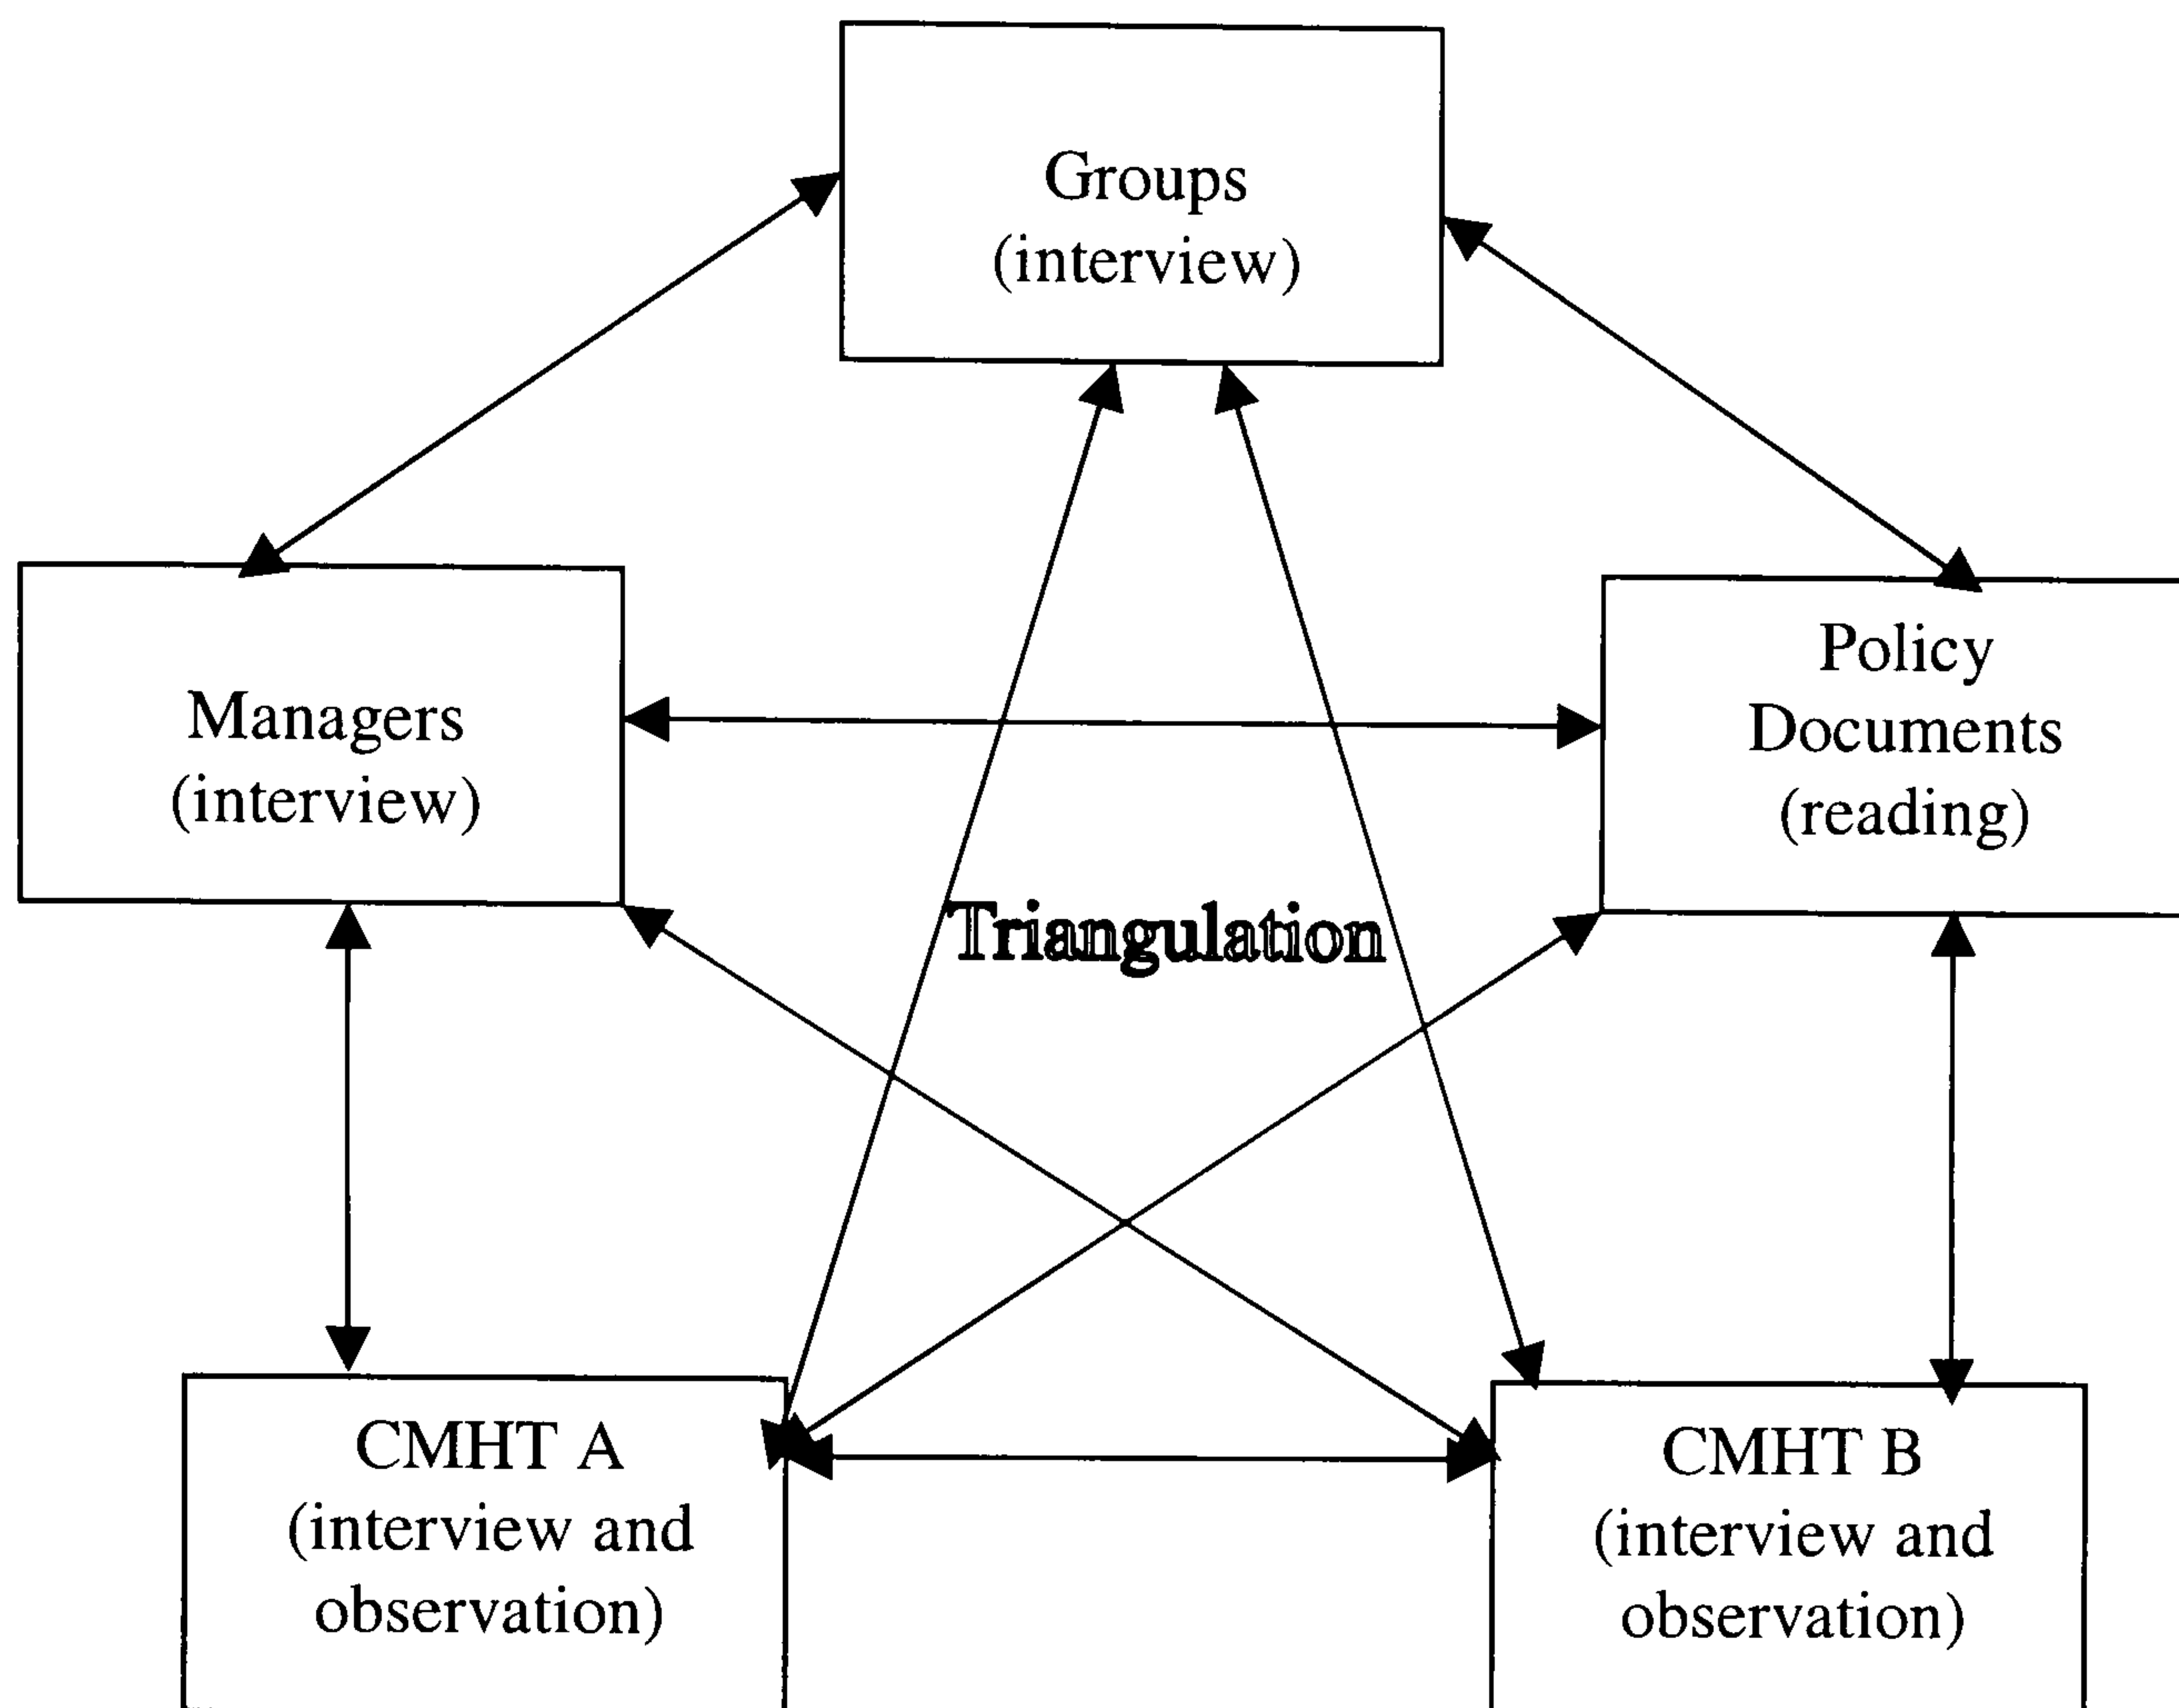 Groups
(interview)
Managers
(interview)
Policy
Documents
(reading)
Triangulation
CMHT A
(interview and
observation)
CMHT B
(interview and
observation)